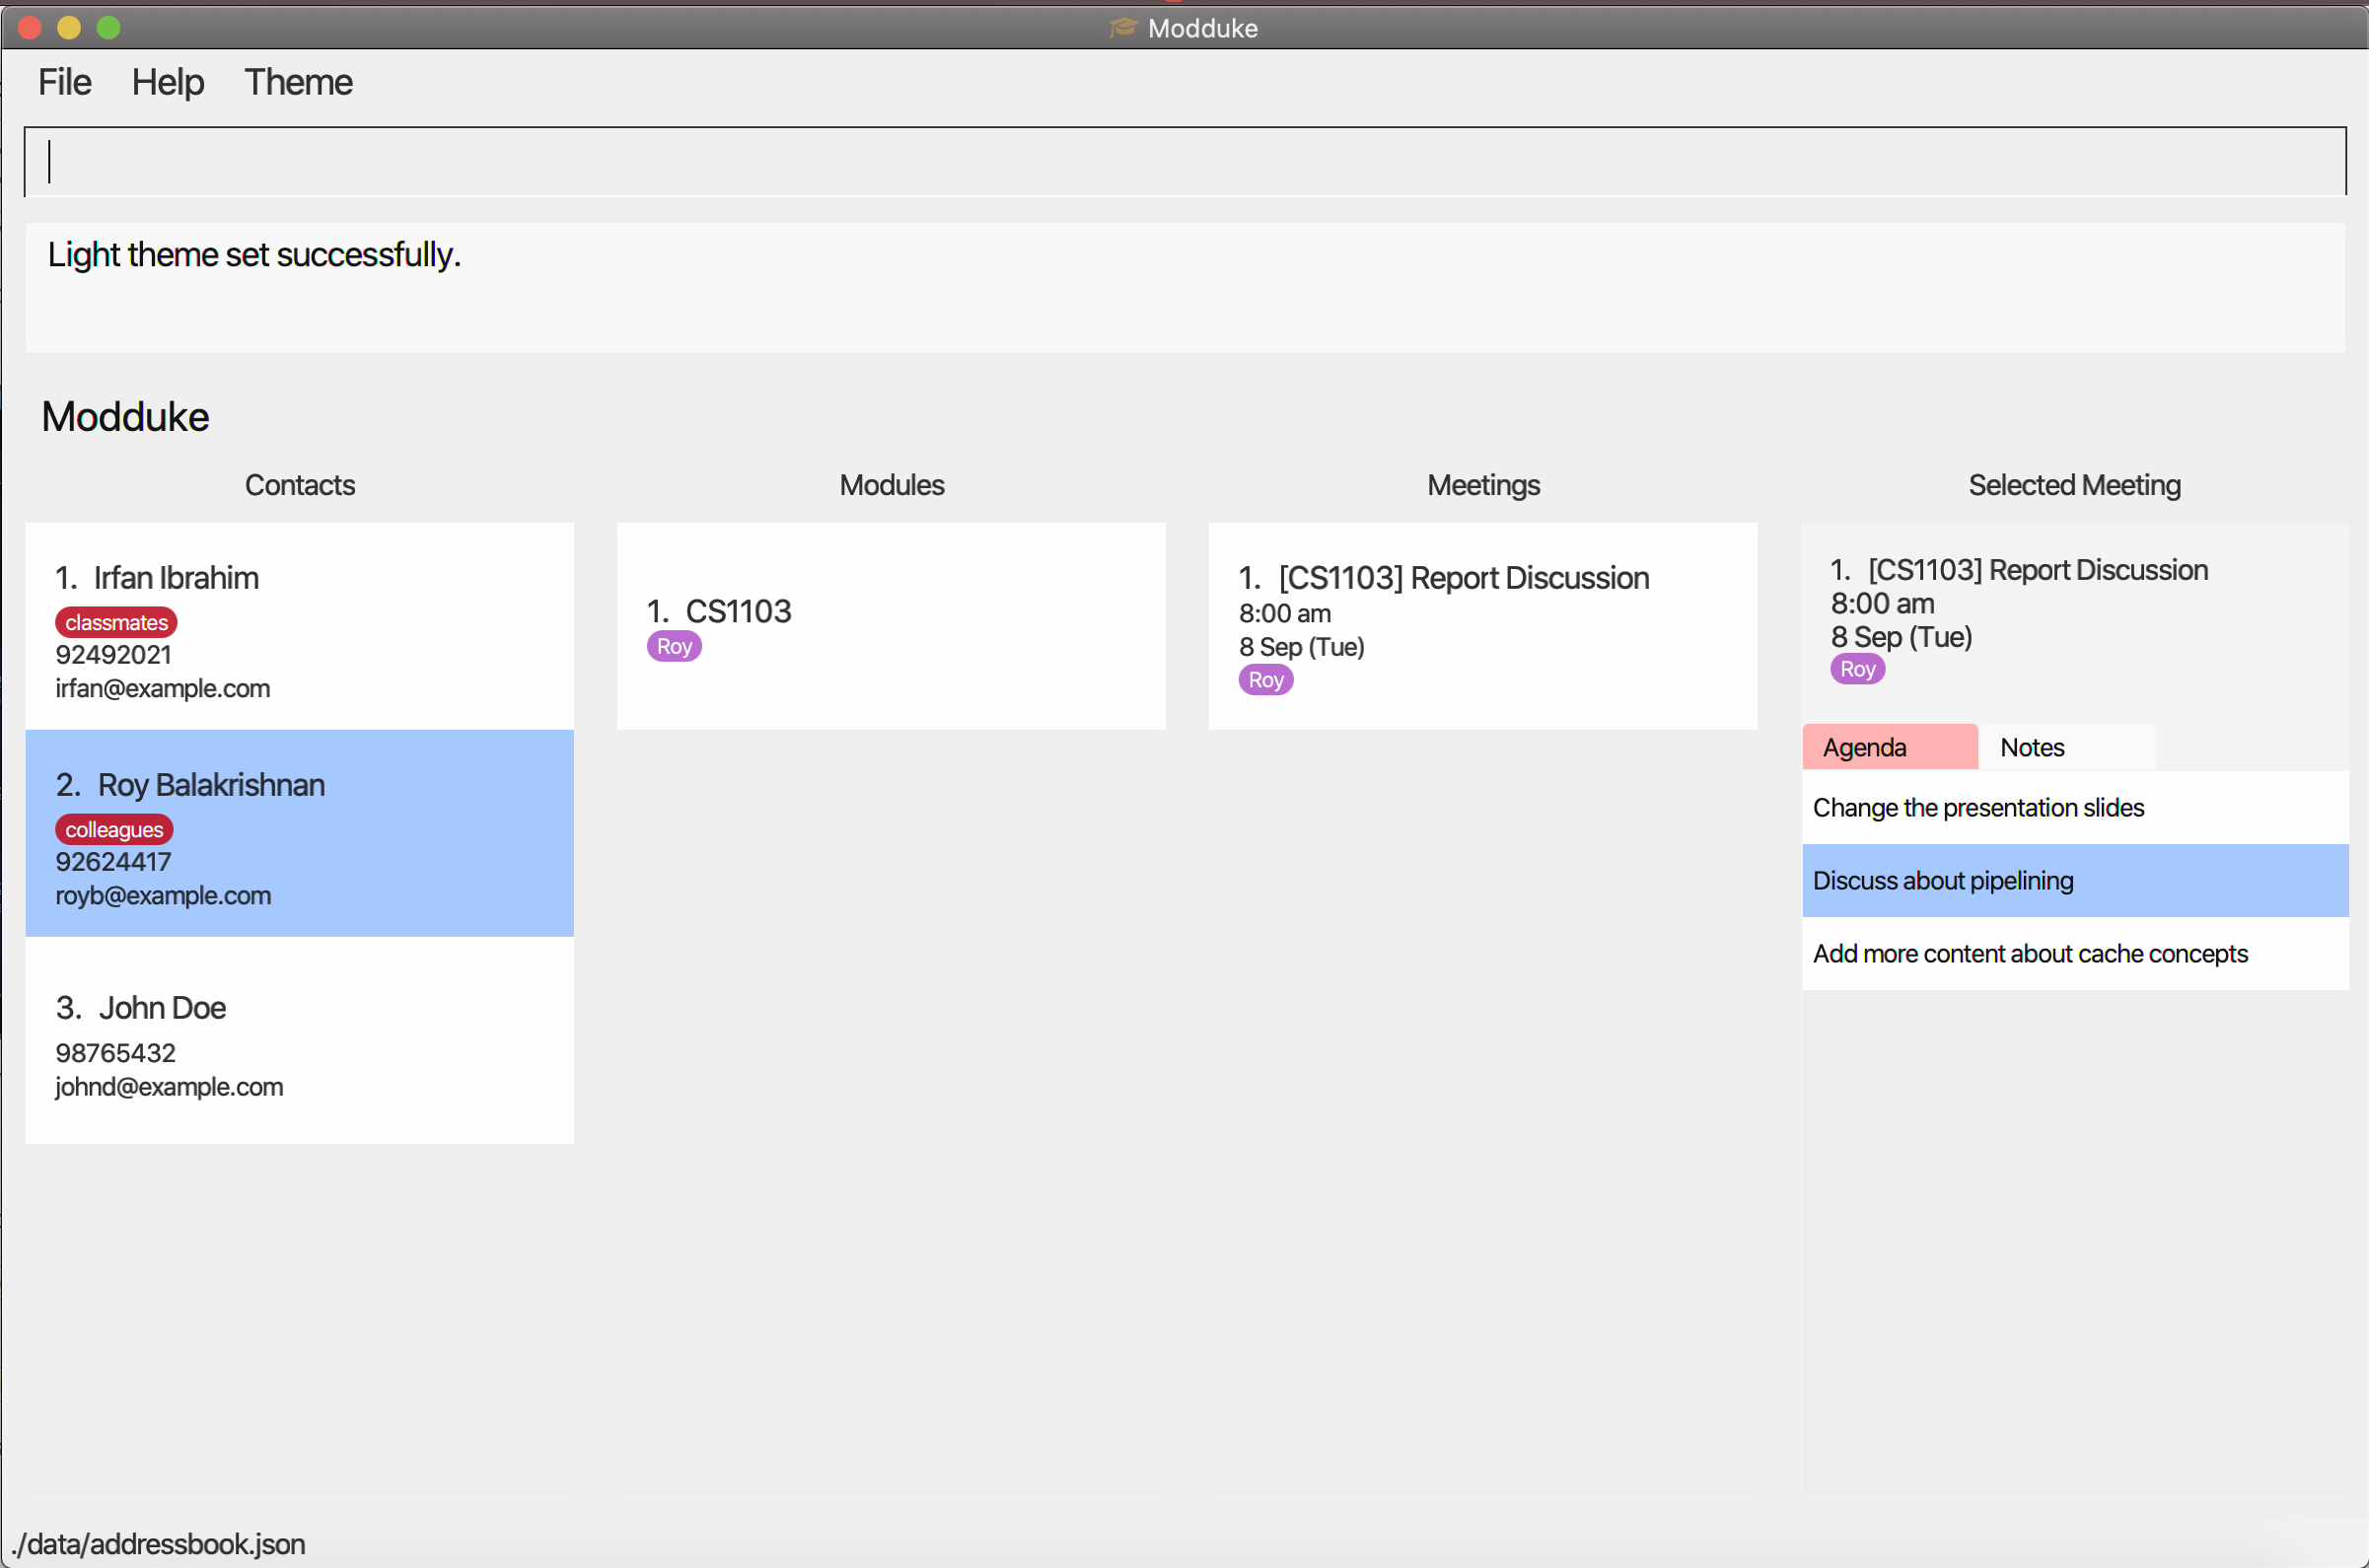 Modduke
File Help Theme
Light theme set successfully.
Modduke
Contacts
1. Irfan Ibrahim
classmates
92492021
irfan@example.com
2. Roy Balakrishnan
colleagues
92624417
royb@example.com
3. John Doe
98765432
johnd@example.com
Modules
1. CS1103
Roy
Meetings
1. [CS1103] Report Discussion
8:00 am
8 Sep (Tue)
Roy
Selected Meeting
1. [CS1103] Report Discussion
8:00 am
8 Sep (Tue)
Roy
Agenda Notes
Change the presentation slides
Discuss about pipelining
Add more content about cache concepts
./data/addressbook.json